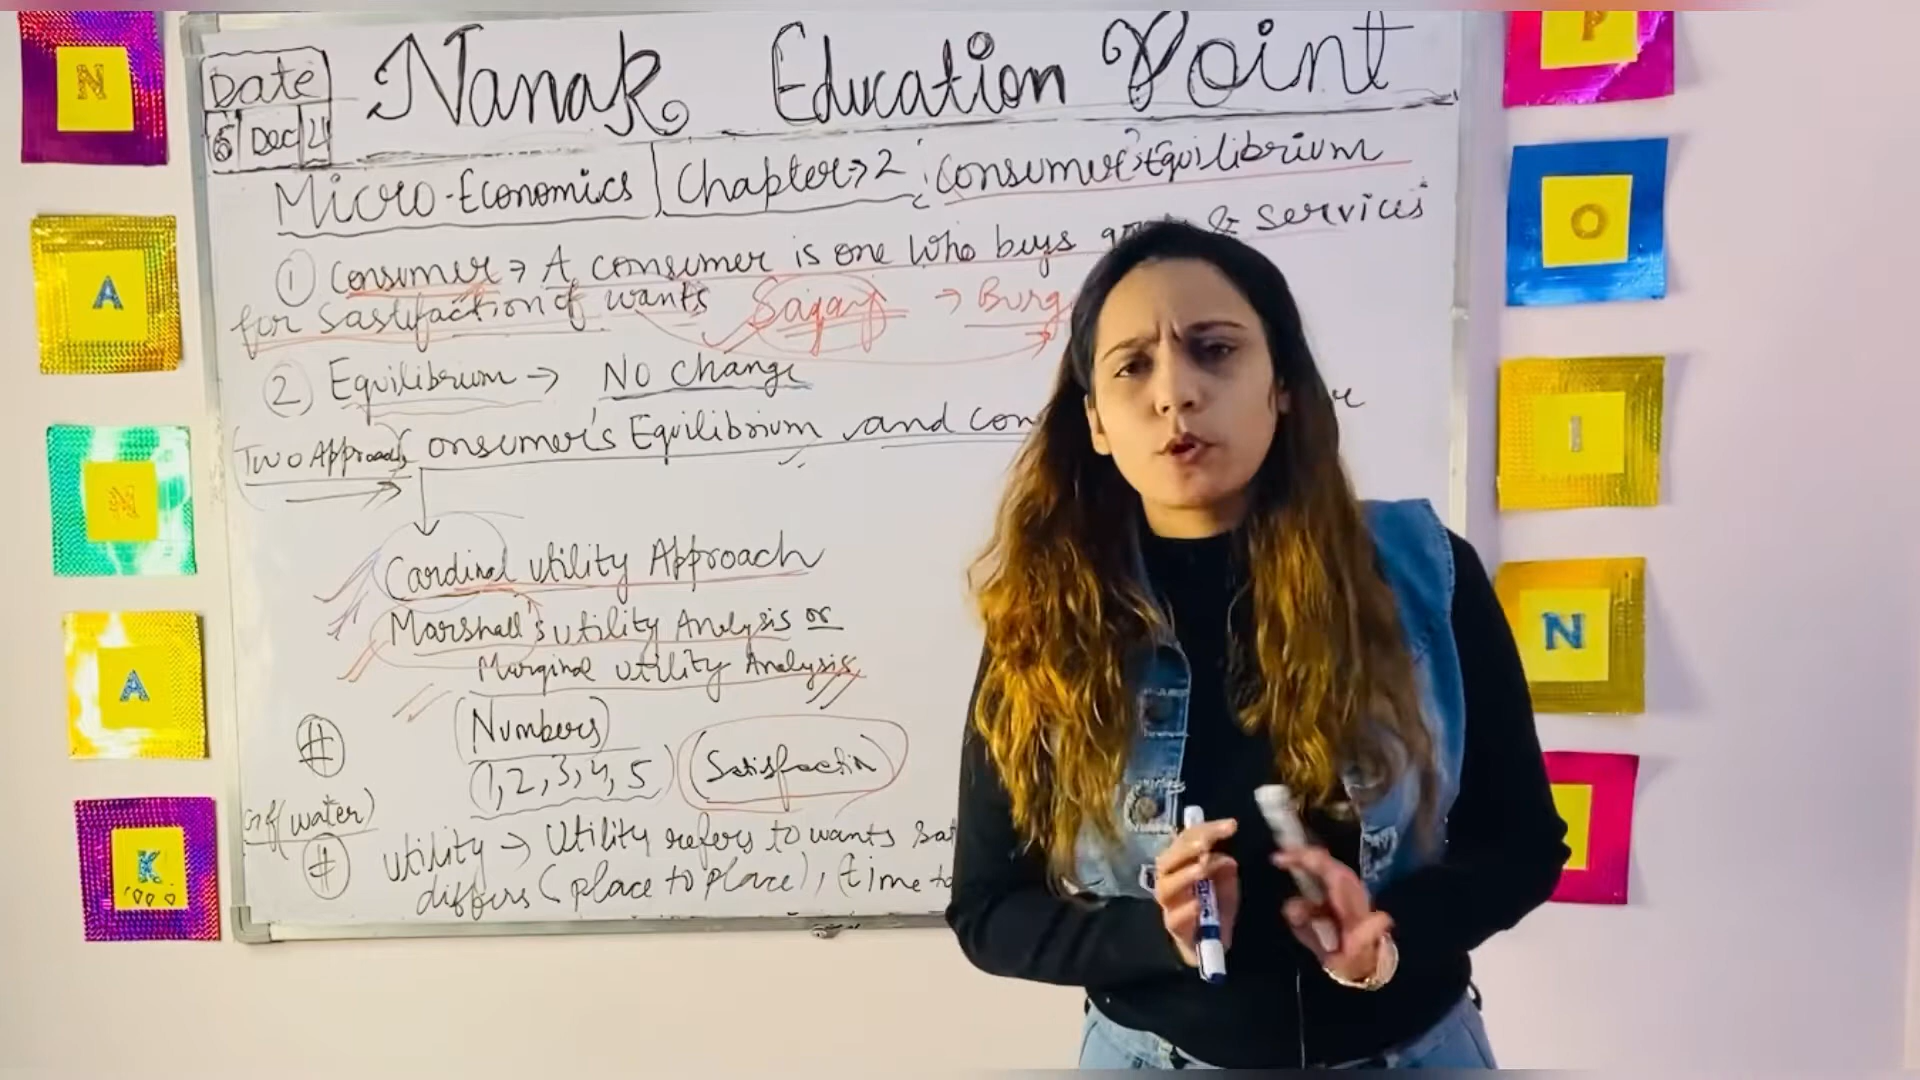 Date
5 Dec 24
Nanak Education Point
Micro-Economics | Chapter → 2 : Consumer's Equilibrium
① Consumer → A consumer is one who buys & services
for sastifaction of wants Sagar → Burg
② Equilibrium → No Change
Two Approach Consumer's Equilibrium and con
Cardinal utility Approach
Marshall's utility Analysis or
Marginal utility Analysis
(Numbers)
(1,2,3,4,5) (Satisfactin)
#
(water)
# utility → Utility refers to wants sat
differs (place to place), (time to
N
A
N
A
K
P
O
I
N